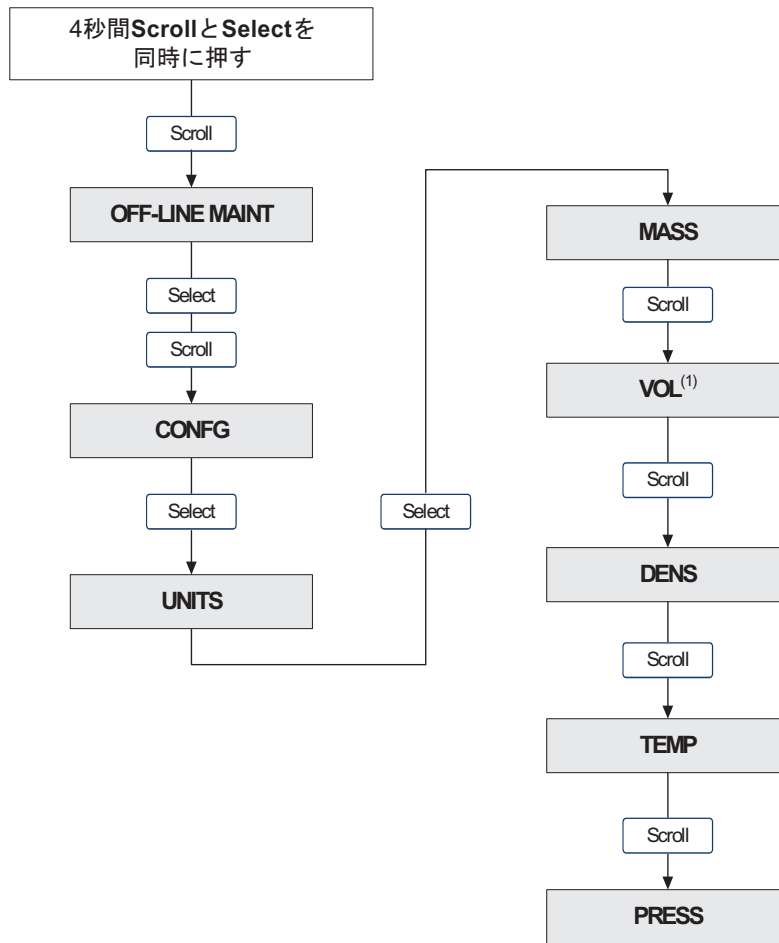 4秒間ScrollとSelectを
同時に押す
Scroll
OFF-LINE MAINT
Select
Scroll
CONFG
Select
UNITS
Select
MASS
Scroll
VOL(1)
Scroll
DENS
Scroll
TEMP
Scroll
PRESS